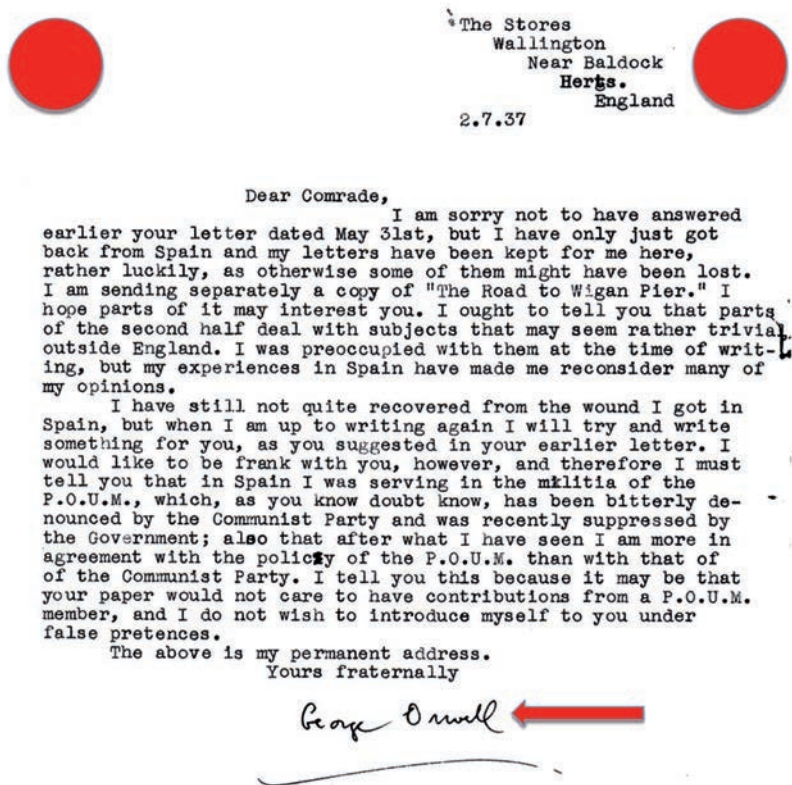 The Stores
Wallington
Near Baldock
Herts.
England
2.7.37
Dear Comrade,
I am sorry not to have answered
earlier your letter dated May 31st, but I have only just got
back from Spain and my letters have been kept for me here,
rather luckily, as otherwise some of them might have been lost.
I am sending separately a copy of "The Road to Wigan Pier." I
hope parts of it may interest you. I ought to tell you that parts
of the second half deal with subjects that may seem rather trivial
outside England. I was preoccupied with them at the time of writ-
ing, but my experiences in Spain have made me reconsider many of
my opinions.
I have still not quite recovered from the wound I got in
Spain, but when I am up to writing again I will try and write
something for you, as you suggested in your earlier letter. I
would like to be frank with you, however, and therefore I must
tell you that in Spain I was serving in the militia of the
P.O.U.M., which, as you know doubt know, has been bitterly de-
nounced by the Communist Party and was recently suppressed by
the Government; also that after what I have seen I am more in
agreement with the policy of the P.O.U.M. than with that of
of the Communist Party. I tell you this because it may be that
your paper would not care to have contributions from a P.O.U.M.
member, and I do not wish to introduce myself to you under
false pretences.
The above is my permanent address.
Yours fraternally
George Orwell